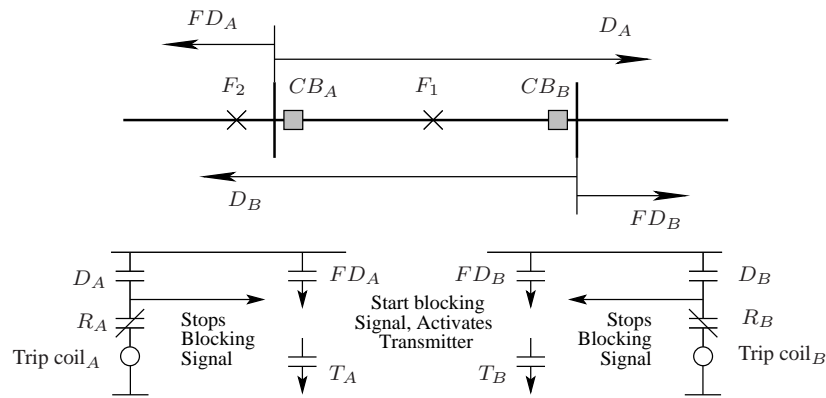 FD_A
D_A
F_2
CB_A
F_1
CB_B
D_B
FD_B
D_A
FD_A
FD_B
D_B
R_A
Stops
Blocking
Signal
Start blocking
Signal, Activates
Transmitter
Stops
Blocking
Signal
R_B
Trip coil_A
T_A
T_B
Trip coil_B